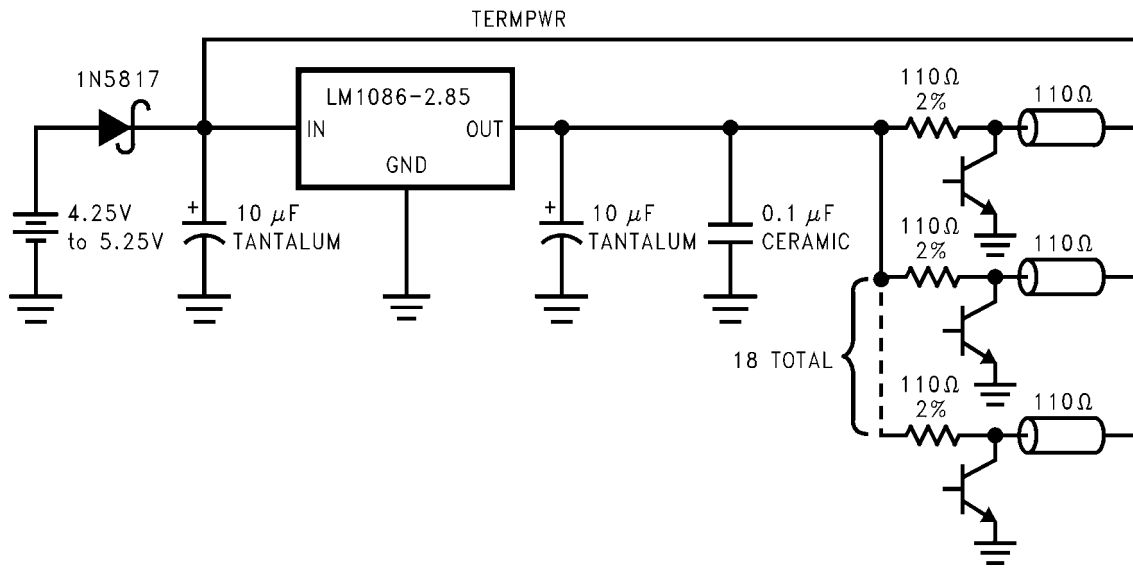 TERMPWR
1N5817
LM1086-2.85
IN
OUT
GND
4.25V
to 5.25V
+
10 μF
TANTALUM
+
10 μF
TANTALUM
0.1 μF
CERAMIC
110Ω
2%
110Ω
110Ω
2%
110Ω
18 TOTAL
110Ω
2%
110Ω